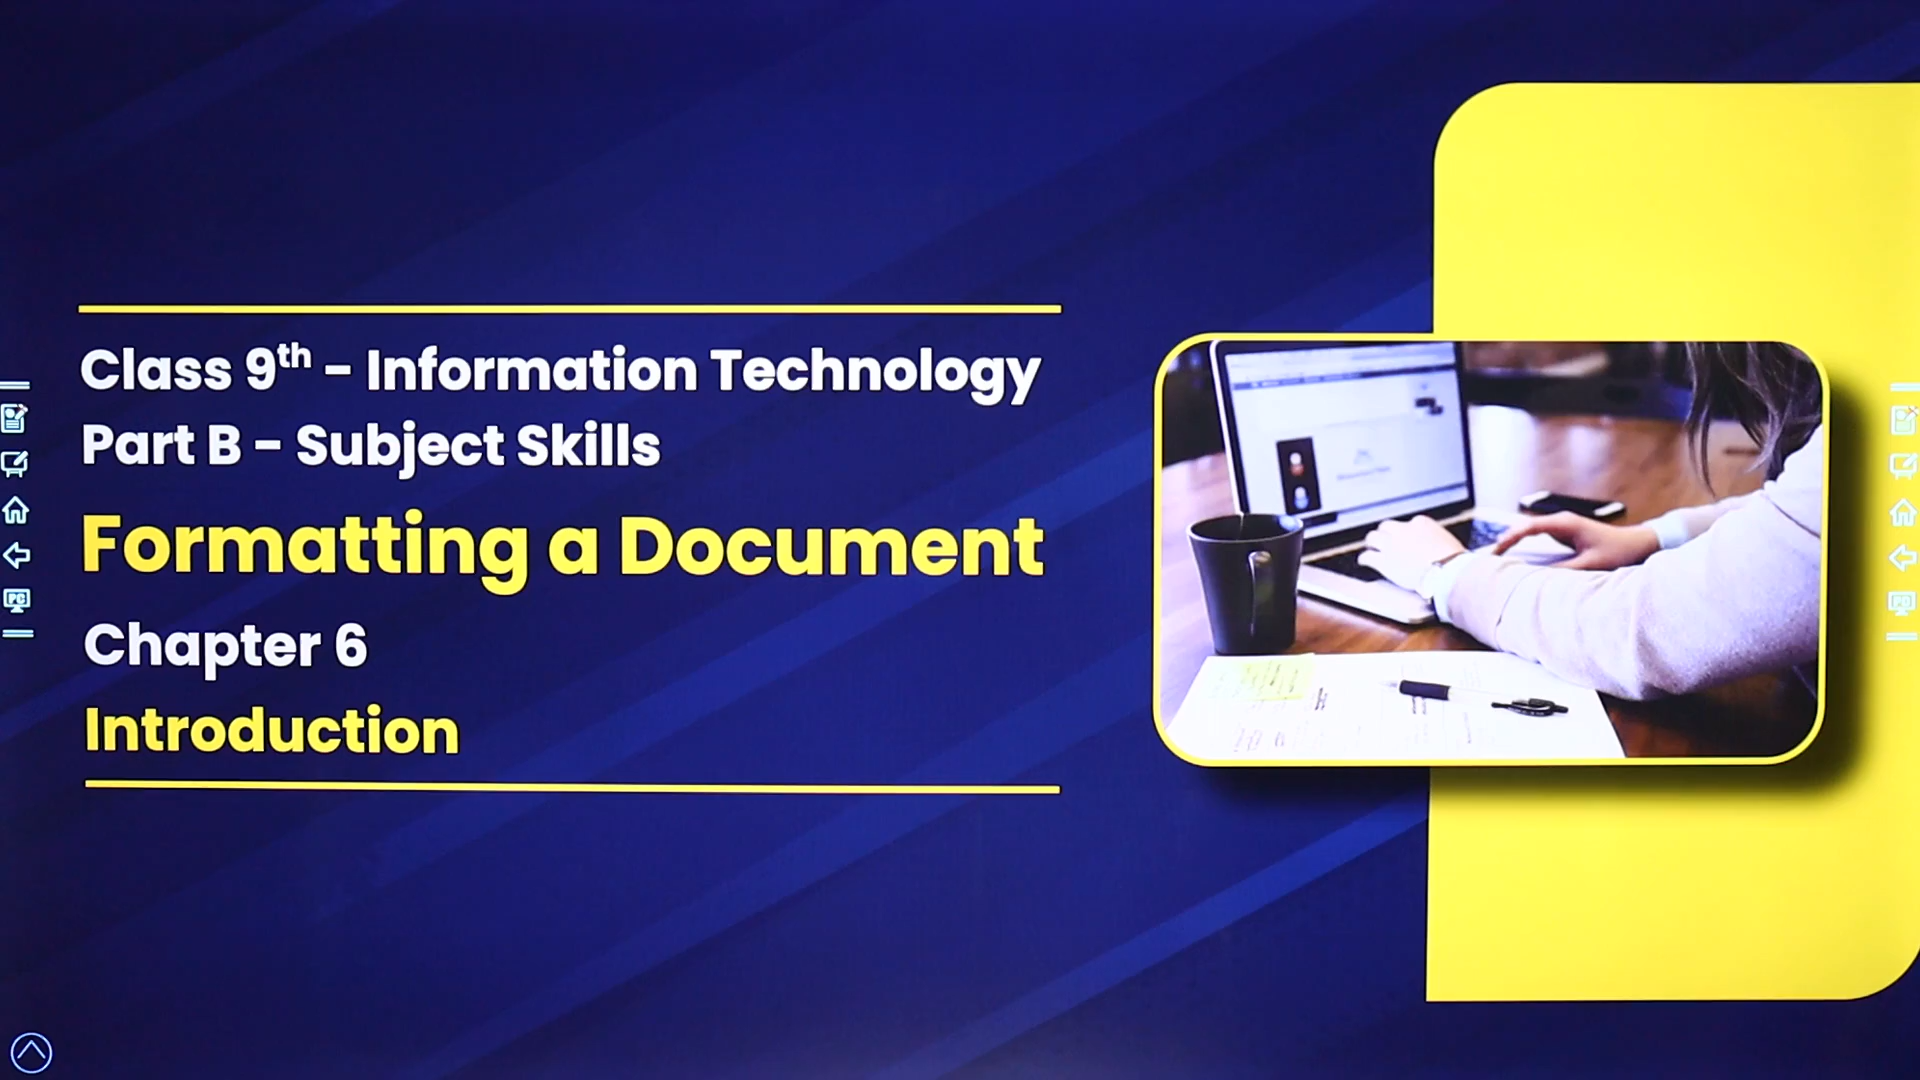 Class 9th – Information Technology
Part B – Subject Skills
Formatting a Document
Chapter 6
Introduction